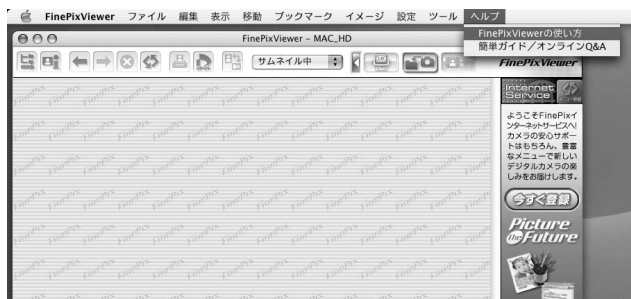 FinePixViewer ファイル 編集 表示 移動 ブックマーク イメージ 設定 ツール ヘルプ
FinePixViewer – MAC_HD
FinePixViewerの使い方
簡単ガイド/オンラインQ&A
サムネイル中
FinePixViewer
Internet
Service
ようこそFinePixイ
ンターネットサービスへ!
カメラの安心サポー
トはもちろん、豊富
なメニューで新しい
デジタルカメラの楽
しみをお届けします。
今すぐ登録
Picture
the Future